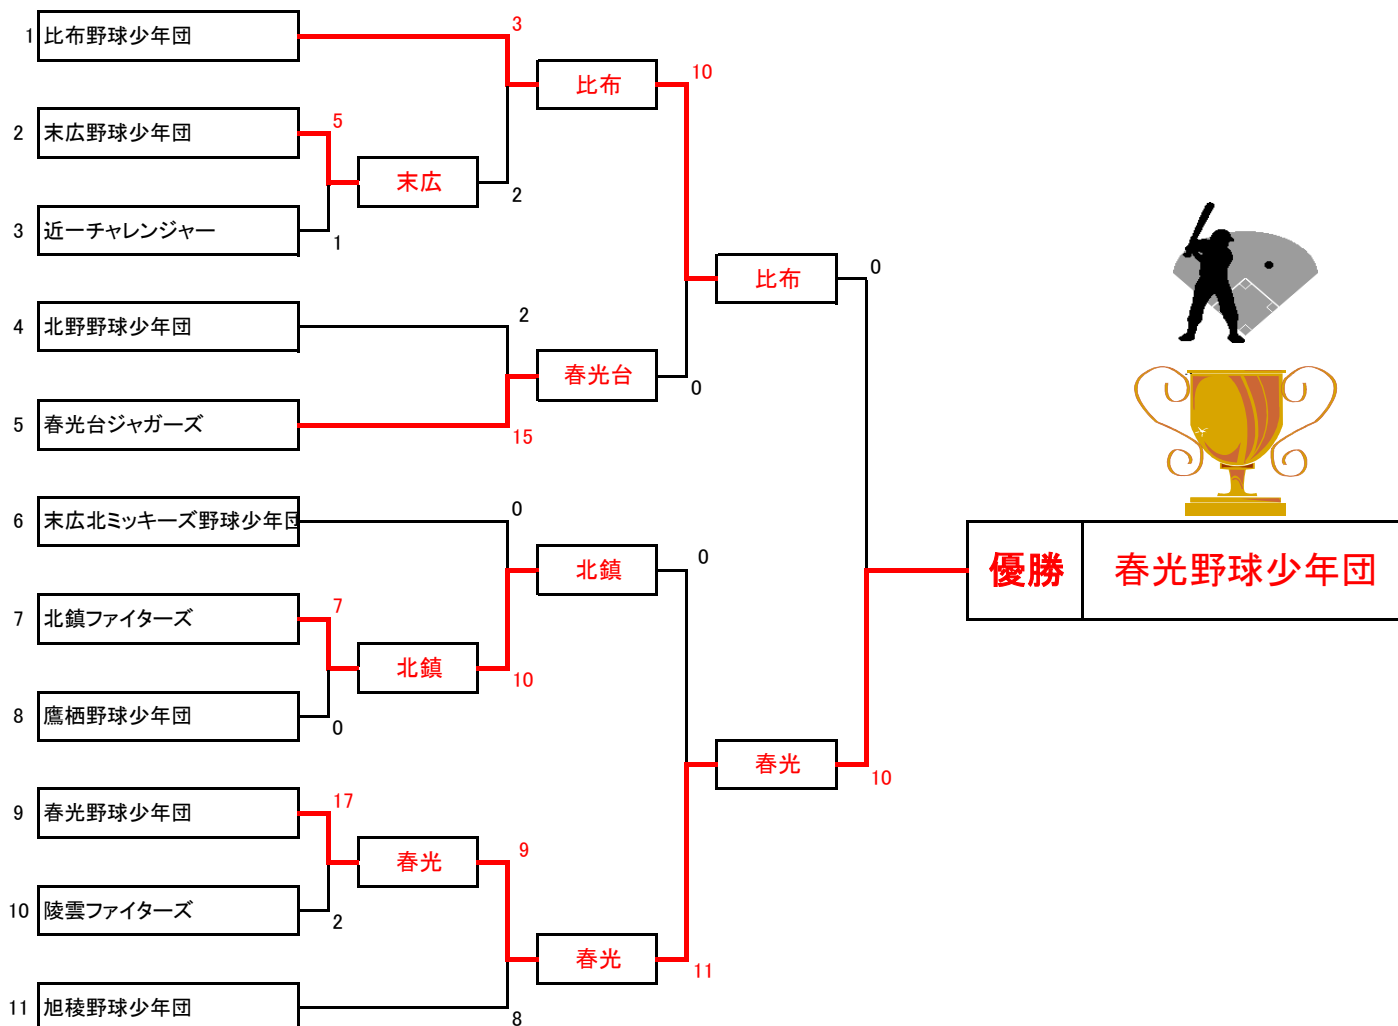 1 比布野球少年団
3
比布
10
2 末広野球少年団
5
末広
2
3 近一チャレンジャー
1
比布
0
4 北野野球少年団
2
春光台
0
5 春光台ジャガーズ
15
6 末広北ミッキーズ野球少年団
0
北鎮
0
優勝 春光野球少年団
7 北鎮ファイターズ
7
北鎮
10
8 鷹栖野球少年団
0
春光
10
9 春光野球少年団
17
春光
9
10 陵雲ファイターズ
2
春光
11
11 旭稜野球少年団
8